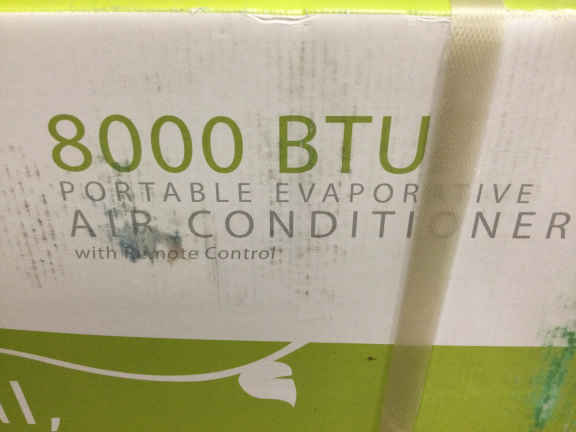 8000 BTU
PORTABLE EVAPORATIVE
AIR CONDITIONER
with Remote Control